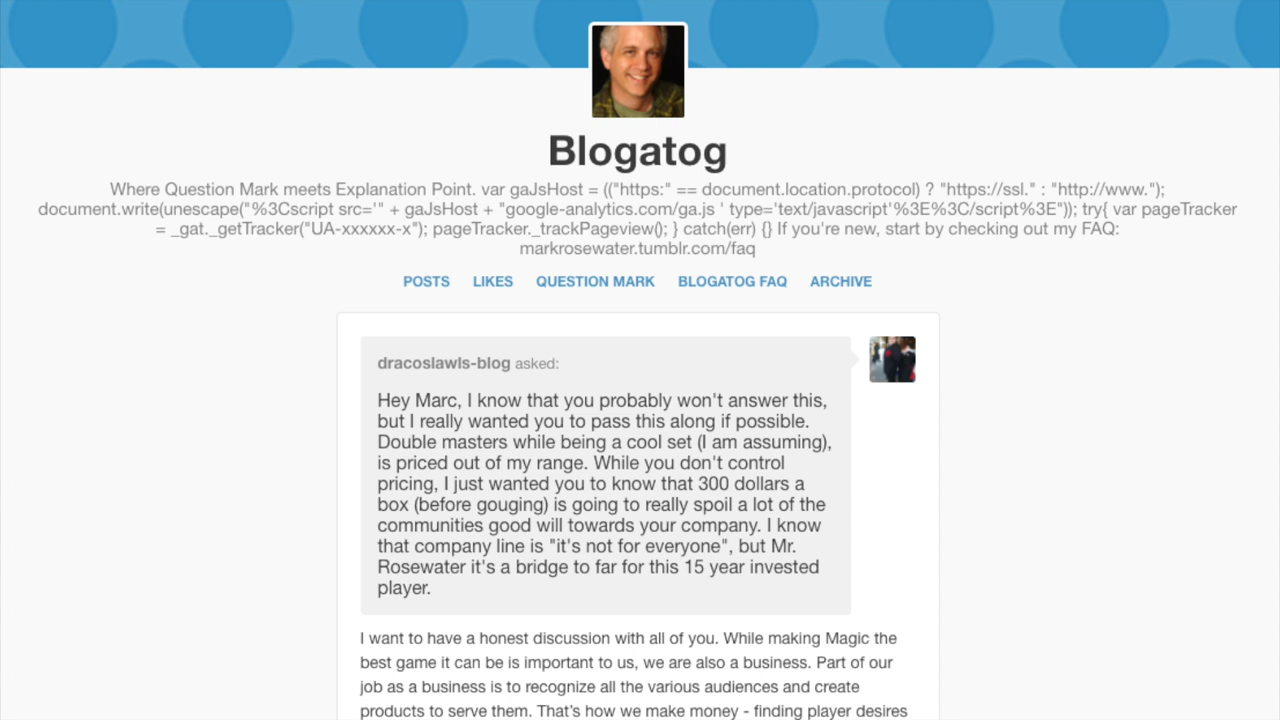 Blogatog
Where Question Mark meets Explanation Point. var gaJsHost = (("https:" == document.location.protocol) ? "https://ssl." : "http://www.");
document.write(unescape("%3Cscript src='" + gaJsHost + "google-analytics.com/ga.js ' type='text/javascript'%3E%3C/script%3E")); try{ var pageTracker
= _gat._getTracker("UA-xxxxxx-x"); pageTracker._trackPageview(); } catch(err) {} If you're new, start by checking out my FAQ:
markrosewater.tumblr.com/faq
POSTS LIKES QUESTION MARK BLOGATOG FAQ ARCHIVE
dracoslawls-blog asked:
Hey Marc, I know that you probably won't answer this,
but I really wanted you to pass this along if possible.
Double masters while being a cool set (I am assuming),
is priced out of my range. While you don't control
pricing, I just wanted you to know that 300 dollars a
box (before gouging) is going to really spoil a lot of the
communities good will towards your company. I know
that company line is "it's not for everyone", but Mr.
Rosewater it's a bridge to far for this 15 year invested
player.
I want to have a honest discussion with all of you. While making Magic the
best game it can be is important to us, we are also a business. Part of our
job as a business is to recognize all the various audiences and create
products to serve them. That's how we make money - finding player desires